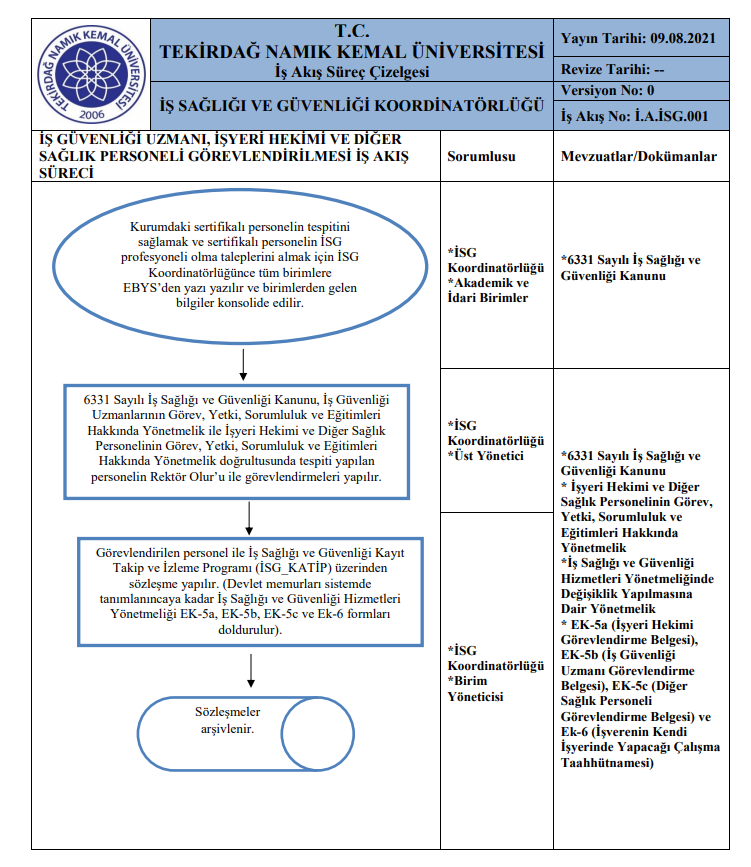 TEKİRDAĞ NAMIK KEMAL ÜNİVERSİTESİ
2006
T.C.
TEKİRDAĞ NAMIK KEMAL ÜNİVERSİTESİ
İş Akış Süreç Çizelgesi
İŞ SAĞLIĞI VE GÜVENLİĞİ KOORDİNATÖRLÜĞÜ
Yayın Tarihi: 09.08.2021
Revize Tarihi: --
Versiyon No: 0
İş Akış No: İ.A.İSG.001
İŞ GÜVENLİĞİ UZMANI, İŞYERİ HEKİMİ VE DİĞER
SAĞLIK PERSONELİ GÖREVLENDİRİLMESİ İŞ AKIŞ
SÜRECİ
Sorumlusu
Mevzuatlar/Dokümanlar
Kurumdaki sertifikalı personelin tespitini
sağlamak ve sertifikalı personelin İSG
profesyoneli olma taleplerini almak için İSG
Koordinatörlüğünce tüm birimlere
EBYS’den yazı yazılır ve birimlerden gelen
bilgiler konsolide edilir.
*İSG
Koordinatörlüğü
*Akademik ve
İdari Birimler
*6331 Sayılı İş Sağlığı ve
Güvenliği Kanunu
6331 Sayılı İş Sağlığı ve Güvenliği Kanunu, İş Güvenliği
Uzmanlarının Görev, Yetki, Sorumluluk ve Eğitimleri
Hakkında Yönetmelik ile İşyeri Hekimi ve Diğer Sağlık
Personelinin Görev, Yetki, Sorumluluk ve Eğitimleri
Hakkında Yönetmelik doğrultusunda tespiti yapılan
personelin Rektör Olur’u ile görevlendirmeleri yapılır.
*İSG
Koordinatörlüğü
*Üst Yönetici
Görevlendirilen personel ile İş Sağlığı ve Güvenliği Kayıt
Takip ve İzleme Programı (İSG_KATİP) üzerinden
sözleşme yapılır. (Devlet memurları sistemde
tanımlanıncaya kadar İş Sağlığı ve Güvenliği Hizmetleri
Yönetmeliği EK-5a, EK-5b, EK-5c ve Ek-6 formları
doldurulur).
*İSG
Koordinatörlüğü
*Birim
Yöneticisi
Sözleşmeler
arşivlenir.
*6331 Sayılı İş Sağlığı ve
Güvenliği Kanunu
* İşyeri Hekimi ve Diğer
Sağlık Personelinin Görev,
Yetki, Sorumluluk ve
Eğitimleri Hakkında
Yönetmelik
*İş Sağlığı ve Güvenliği
Hizmetleri Yönetmeliğinde
Değişiklik Yapılmasına
Dair Yönetmelik
* EK-5a (İşyeri Hekimi
Görevlendirme Belgesi),
EK-5b (İş Güvenliği
Uzmanı Görevlendirme
Belgesi), EK-5c (Diğer
Sağlık Personeli
Görevlendirme Belgesi) ve
Ek-6 (İşverenin Kendi
İşyerinde Yapacağı Çalışma
Taahhütnamesi)